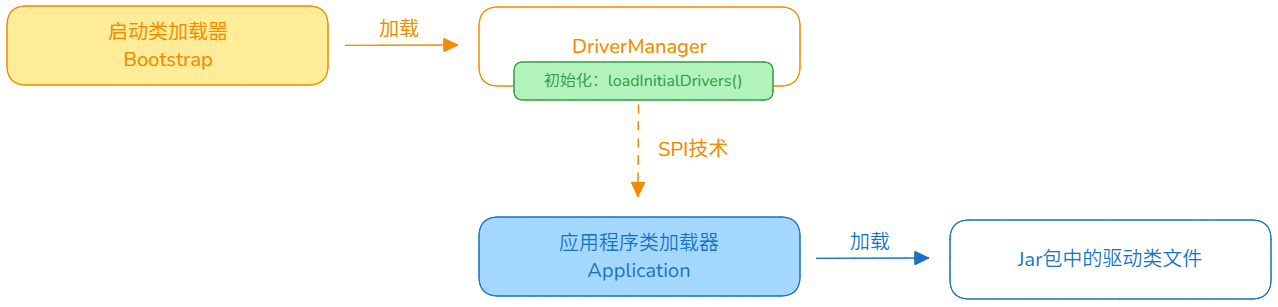 启动类加载器
Bootstrap
加载
DriverManager
初始化：loadInitialDrivers()
SPI技术
应用程序类加载器
Application
加载
Jar包中的驱动类文件